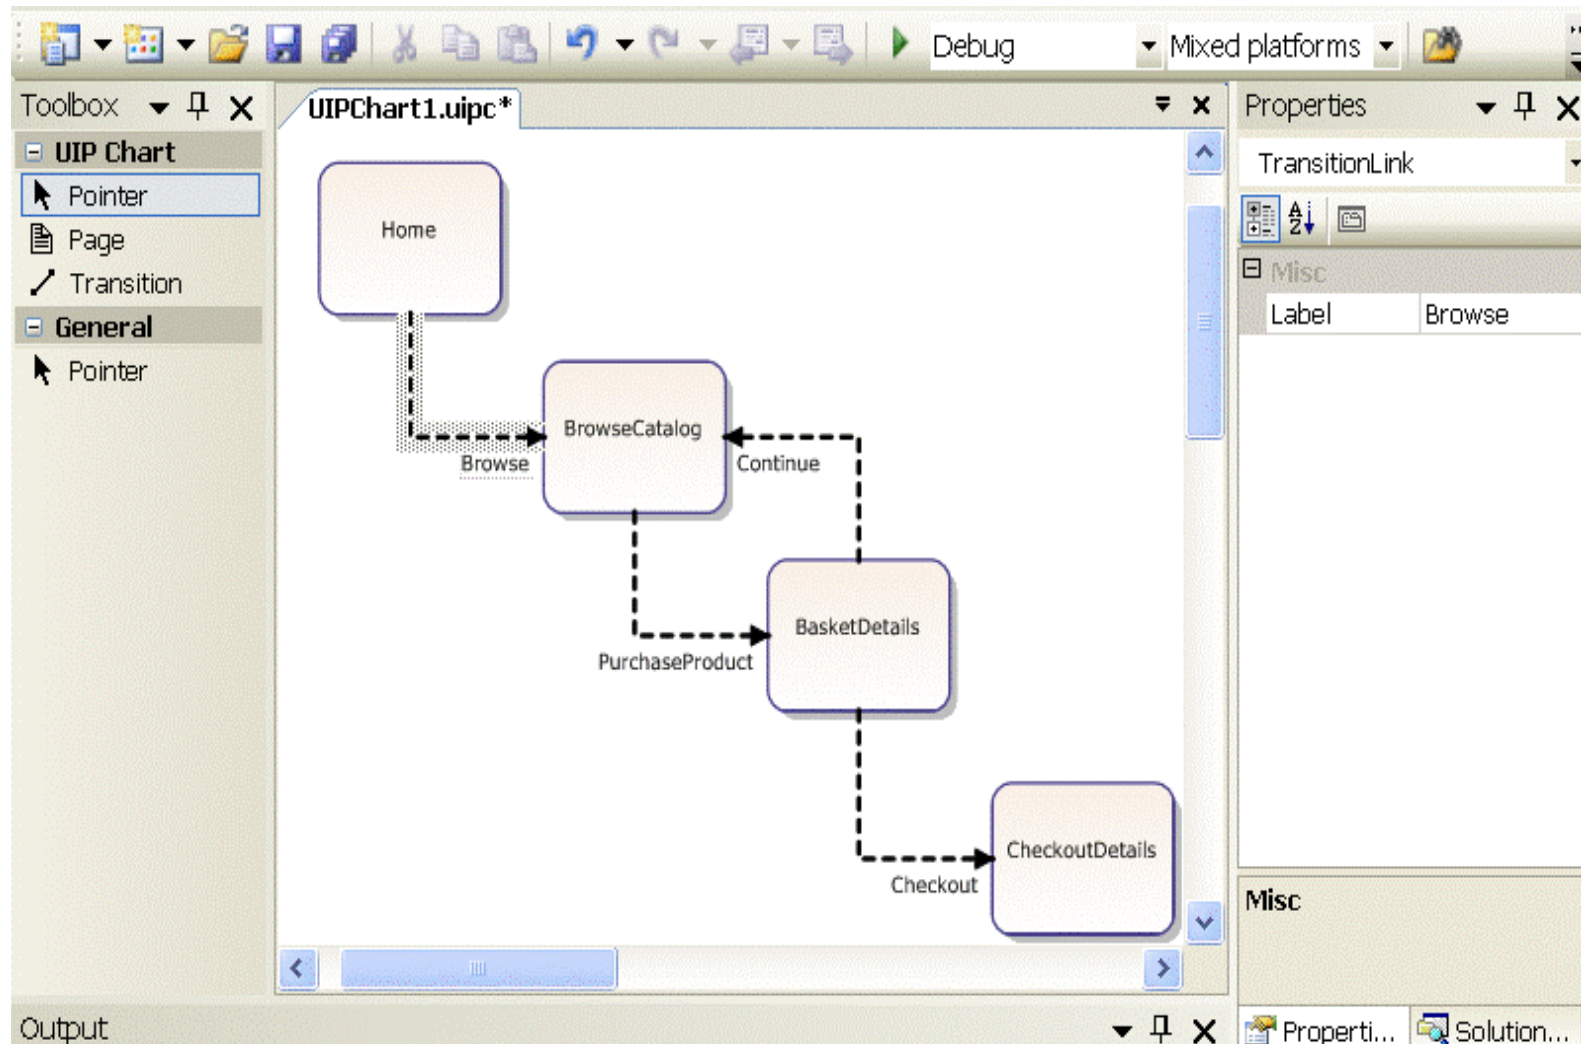 Debug
Mixed platforms
Toolbox
UIP Chart
Pointer
Page
Transition
General
Pointer
UIPChart1.uipc*
Home
Browse
BrowseCatalog
Continue
PurchaseProduct
BasketDetails
Checkout
CheckoutDetails
Properties
TransitionLink
Misc
Label Browse
Misc
Properti...
Solution...
Output